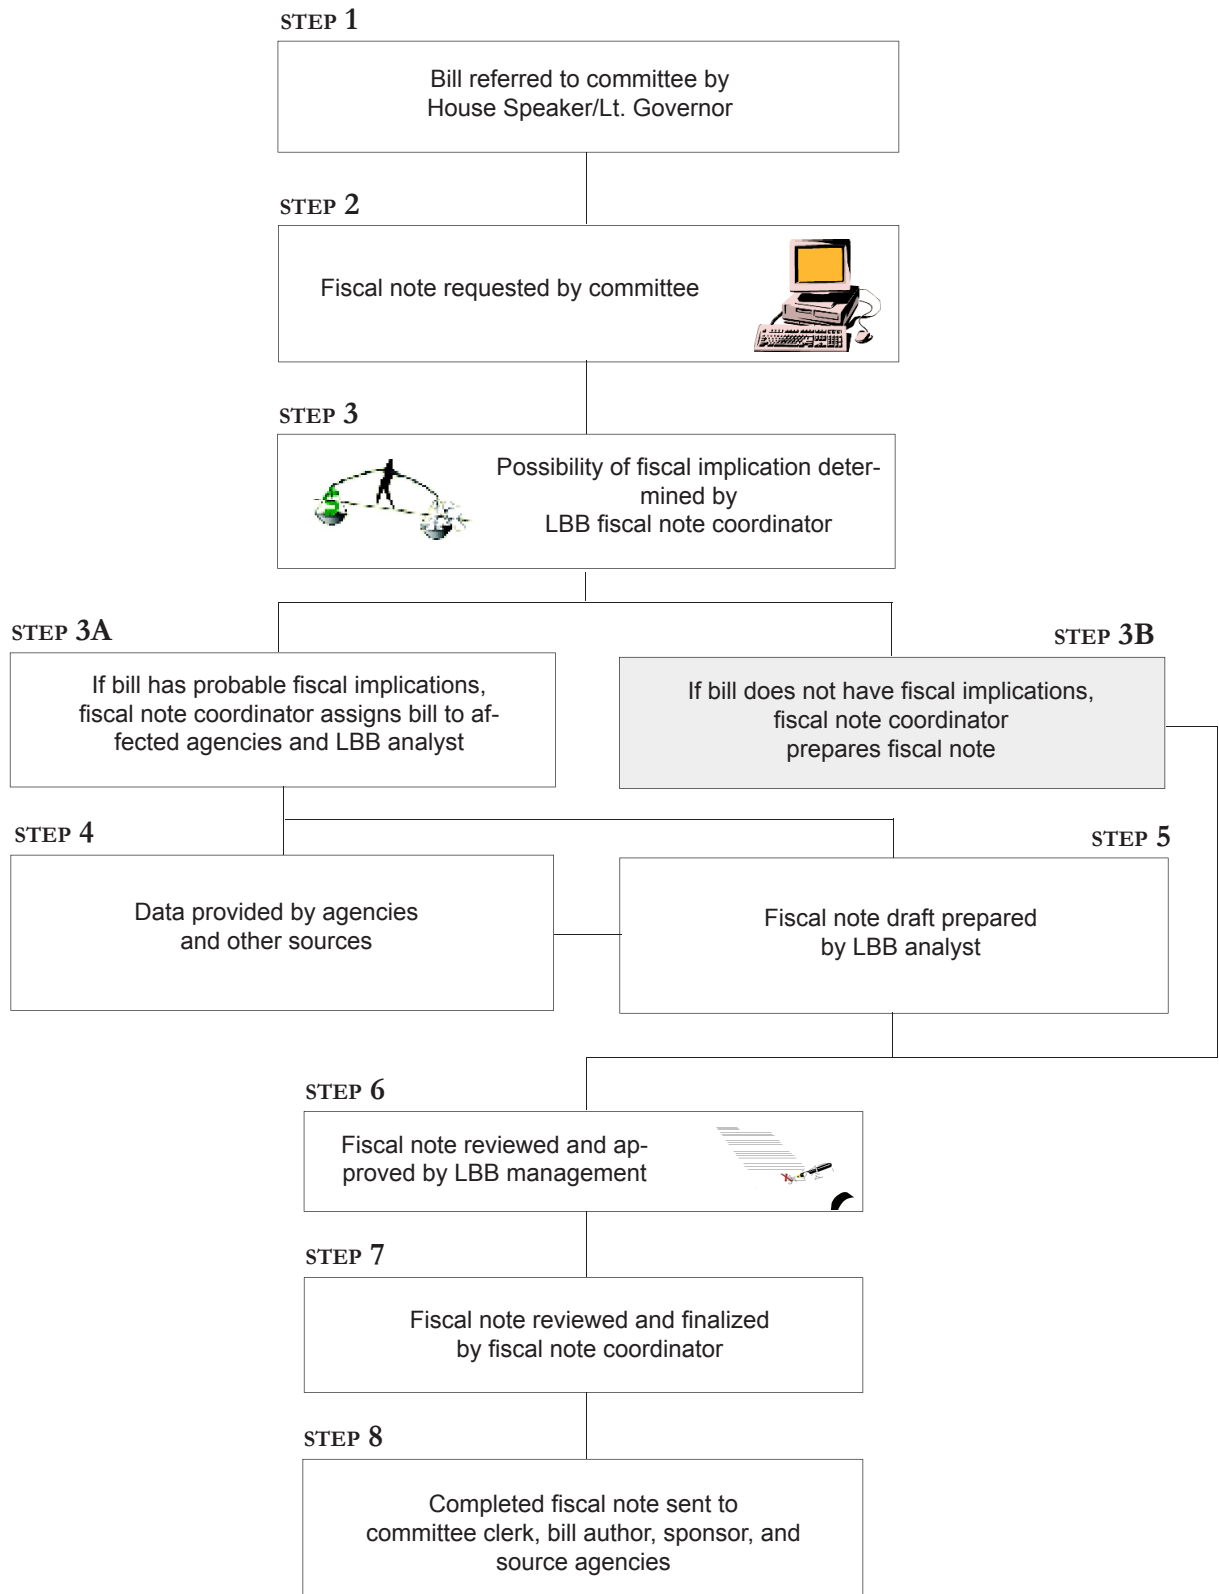 STEP 1
Bill referred to committee by
House Speaker/Lt. Governor
STEP 2
Fiscal note requested by committee
STEP 3
Possibility of fiscal implication deter-
mined by
LBB fiscal note coordinator
STEP 3A
If bill has probable fiscal implications,
fiscal note coordinator assigns bill to af-
fected agencies and LBB analyst
STEP 3B
If bill does not have fiscal implications,
fiscal note coordinator
prepares fiscal note
STEP 4
Data provided by agencies
and other sources
STEP 5
Fiscal note draft prepared
by LBB analyst
STEP 6
Fiscal note reviewed and ap-
proved by LBB management
STEP 7
Fiscal note reviewed and finalized
by fiscal note coordinator
STEP 8
Completed fiscal note sent to
committee clerk, bill author, sponsor, and
source agencies